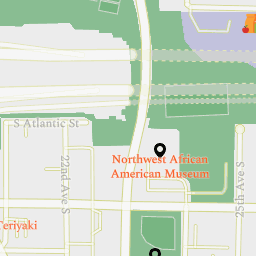 S Atlantic St
Northwest African
American Museum
22nd Ave S
25th Ave S
Teriyaki